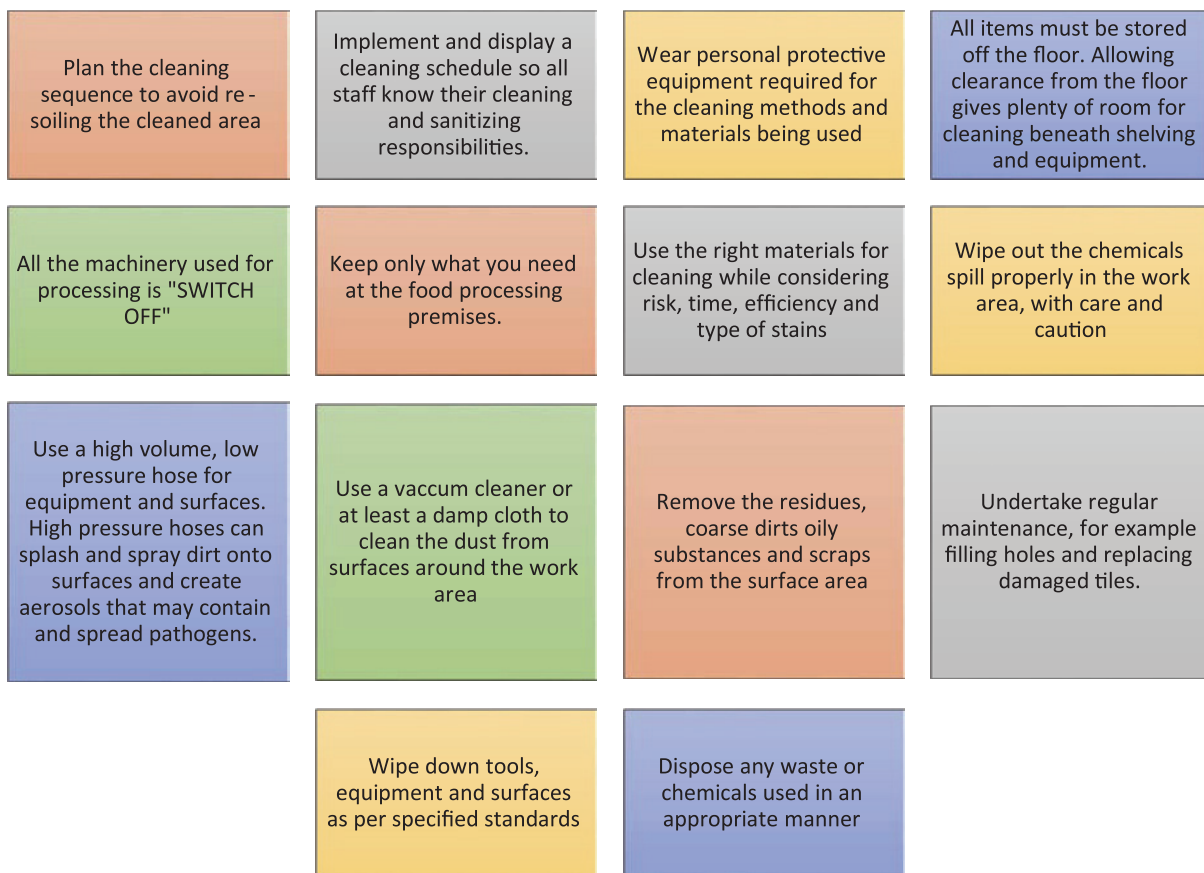 Plan the cleaning
sequence to avoid re-
soiling the cleaned area
Implement and display a
cleaning schedule so all
staff know their cleaning
and sanitizing
responsibilities.
Wear personal protective
equipment required for
the cleaning methods and
materials being used
All items must be stored
off the floor. Allowing
clearance from the floor
gives plenty of room for
cleaning beneath shelving
and equipment.
All the machinery used for
processing is "SWITCH
OFF"
Keep only what you need
at the food processing
premises.
Use the right materials for
cleaning while considering
risk, time, efficiency and
type of stains
Wipe out the chemicals
spill properly in the work
area, with care and
caution
Use a high volume, low
pressure hose for
equipment and surfaces.
High pressure hoses can
splash and spray dirt onto
surfaces and create
aerosols that may contain
and spread pathogens.
Use a vaccum cleaner or
at least a damp cloth to
clean the dust from
surfaces around the work
area
Remove the residues,
coarse dirts oily
substances and scraps
from the surface area
Undertake regular
maintenance, for example
filling holes and replacing
damaged tiles.
Wipe down tools,
equipment and surfaces
as per specified standards
Dispose any waste or
chemicals used in an
appropriate manner